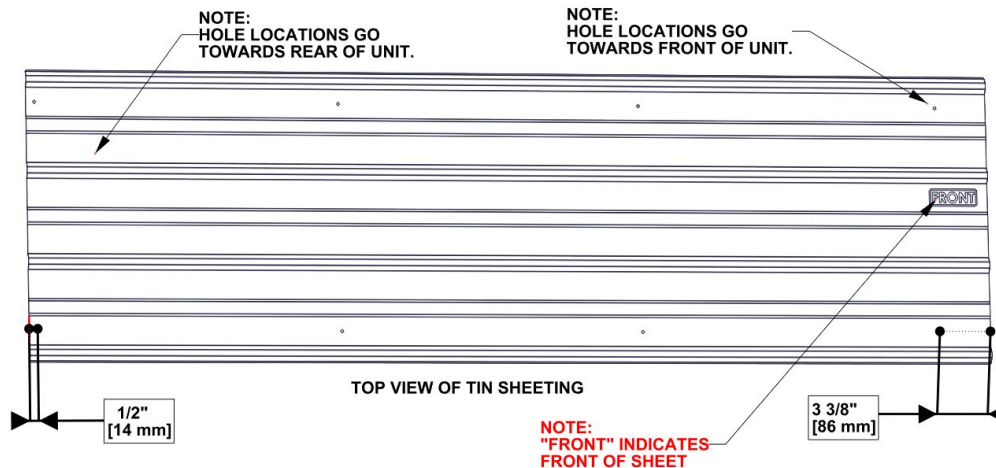 NOTE:
HOLE LOCATIONS GO
TOWARDS REAR OF UNIT.
NOTE:
HOLE LOCATIONS GO
TOWARDS FRONT OF UNIT.
FRONT
TOP VIEW OF TIN SHEETING
1/2"
[14 mm]
3 3/8"
[86 mm]
NOTE:
"FRONT" INDICATES
FRONT OF SHEET